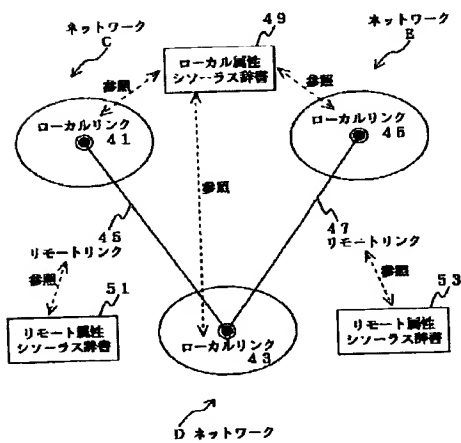 ネットワーク
C
49
ネットワーク
E
ローカル属性
シソーラス辞書
参照
参照
ローカルリンク
41
ローカルリンク
45
参照
45
リモートリンク
参照
47
リモートリンク
参照
51
リモート属性
シソーラス辞書
53
リモート属性
シソーラス辞書
ローカルリンク
43
D ネットワーク